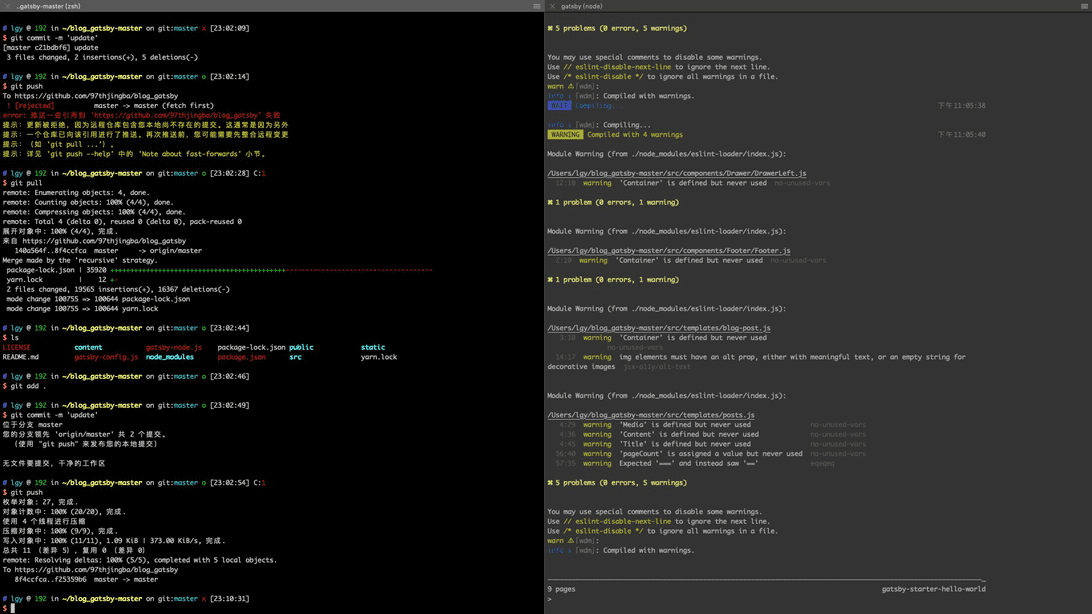 ..gatsby-master (zsh)
# lgy @ 192 in ~/blog_gatsby-master on git:master x [23:02:09]
$ git commit -m 'update'
[master c21bdbf6] update
3 files changed, 2 insertions(+), 5 deletions(-)
# lgy @ 192 in ~/blog_gatsby-master on git:master o [23:02:14]
$ git push
To https://github.com/97jingba/blog_gatsby
! [rejected] master -> master (fetch first)
error: 推送一些引用到 'https://github.com/97jingba/blog_gatsby' 失败
提示：更新被拒绝，因为远程仓库包含您本地尚不存在的提交。这通常是因为另外
提示：一个仓库已向该引用进行了推送。再次推送前，您可能需要先整合远程变更
提示：（如 'git pull ...'）。
提示：详见 'git push --help' 中的 'Note about fast-forwards' 小节。
# lgy @ 192 in ~/blog_gatsby-master on git:master o [23:02:28] C:1
$ git pull
remote: Enumerating objects: 4, done.
remote: Counting objects: 100% (4/4), done.
remote: Compressing objects: 100% (4/4), done.
remote: Total 4 (delta 0), reused 0 (delta 0), pack-reused 0
展开对象中: 100% (4/4), 完成.
来自 https://github.com/97jingba/blog_gatsby
140a564f..8f4ccfca master -> origin/master
Merge made by the 'recursive' strategy.
package-lock.json | 35920 ++++++++++++++++++++++++++++++++++++++++++++-------------------------------------
yarn.lock | 12 +-
2 files changed, 19565 insertions(+), 16367 deletions(-)
mode change 100755 => 100644 package-lock.json
mode change 100755 => 100644 yarn.lock
# lgy @ 192 in ~/blog_gatsby-master on git:master o [23:02:44]
$ ls
LICENSE content gatsby-node.js package-lock.json public static
README.md gatsby-config.js node_modules package.json src yarn.lock
# lgy @ 192 in ~/blog_gatsby-master on git:master o [23:02:46]
$ git add .
# lgy @ 192 in ~/blog_gatsby-master on git:master o [23:02:49]
$ git commit -m 'update'
位于分支 master
您的分支领先 'origin/master' 共 2 个提交。
（使用 "git push" 来发布您的本地提交）
无文件要提交，干净的工作区
# lgy @ 192 in ~/blog_gatsby-master on git:master o [23:02:54] C:1
$ git push
枚举对象: 27, 完成.
对象计数中: 100% (20/20), 完成.
使用 4 个线程进行压缩
压缩对象中: 100% (9/9), 完成.
写入对象中: 100% (11/11), 1.09 KiB | 373.00 KiB/s, 完成.
总共 11 （差异 5），复用 0 （差异 0）
remote: Resolving deltas: 100% (5/5), completed with 5 local objects.
To https://github.com/97jingba/blog_gatsby
8f4ccfca..f25359b6 master -> master
# lgy @ 192 in ~/blog_gatsby-master on git:master x [23:10:31]
$
gatsby (node)
✖ 5 problems (0 errors, 5 warnings)
You may use special comments to disable some warnings.
Use // eslint-disable-next-line to ignore the next line.
Use /* eslint-disable */ to ignore all warnings in a file.
warn ⚠ ｢wdm｣:
info ℹ ｢wdm｣: Compiled with warnings.
WAIT Compiling... 下午11:05:38
info ℹ ｢wdm｣: Compiling...
WARNING Compiled with 4 warnings 下午11:05:40
Module Warning (from ./node_modules/eslint-loader/index.js):
/Users/lgy/blog_gatsby-master/src/components/Drawer/DrawerLeft.js
12:10 warning 'Container' is defined but never used no-unused-vars
✖ 1 problem (0 errors, 1 warning)
Module Warning (from ./node_modules/eslint-loader/index.js):
/Users/lgy/blog_gatsby-master/src/components/Footer/Footer.js
2:10 warning 'Container' is defined but never used no-unused-vars
✖ 1 problem (0 errors, 1 warning)
Module Warning (from ./node_modules/eslint-loader/index.js):
/Users/lgy/blog_gatsby-master/src/templates/blog-post.js
3:10 warning 'Container' is defined but never used
no-unused-vars
14:17 warning img elements must have an alt prop, either with meaningful text, or an empty string for
decorative images jsx-a11y/alt-text
Module Warning (from ./node_modules/eslint-loader/index.js):
/Users/lgy/blog_gatsby-master/src/templates/posts.js
4:29 warning 'Media' is defined but never used no-unused-vars
4:36 warning 'Content' is defined but never used no-unused-vars
4:45 warning 'Title' is defined but never used no-unused-vars
56:40 warning 'pageCount' is assigned a value but never used no-unused-vars
57:35 warning Expected '===' and instead saw '==' eqeqeq
✖ 5 problems (0 errors, 5 warnings)
You may use special comments to disable some warnings.
Use // eslint-disable-next-line to ignore the next line.
Use /* eslint-disable */ to ignore all warnings in a file.
warn ⚠ ｢wdm｣:
info ℹ ｢wdm｣: Compiled with warnings.
9 pages gatsby-starter-hello-world
>